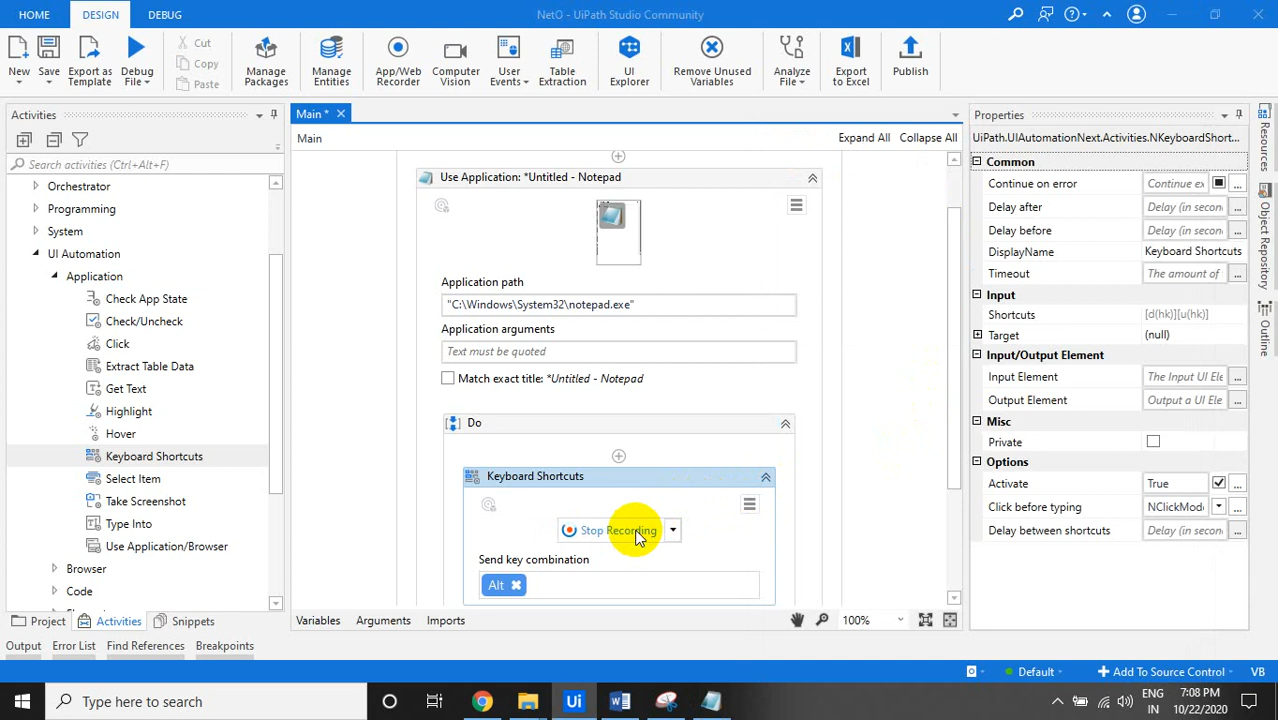 HOME DESIGN DEBUG NetO - UiPath Studio Community
New Save Export as Template Debug File Cut Copy Paste Manage Packages Manage Entities App/Web Recorder Computer Vision User Events Table Extraction UI Explorer Remove Unused Variables Analyze File Export to Excel Publish
Activities
Search activities (Ctrl+Alt+F)
Orchestrator
Programming
System
UI Automation
Application
Check App State
Check/Uncheck
Click
Extract Table Data
Get Text
Highlight
Hover
Keyboard Shortcuts
Select Item
Take Screenshot
Type Into
Use Application/Browser
Browser
Code
Project Activities Snippets
Main *
Main Expand All Collapse All
Use Application: *Untitled - Notepad
Application path
"C:\Windows\System32\notepad.exe"
Application arguments
Text must be quoted
Match exact title: *Untitled - Notepad
Do
Keyboard Shortcuts
Stop Recording
Send key combination
Alt
Variables Arguments Imports 100%
Properties
UiPath.UIAutomationNext.Activities.NKeyboardShort...
Common
Continue on error Continue ex ...
Delay after Delay (in secon ...
Delay before Delay (in secon ...
DisplayName Keyboard Shortcuts
Timeout The amount of ...
Input
Shortcuts [d(hk)][u(hk)]
Target (null)
Input/Output Element
Input Element The Input UI Ele ...
Output Element Output a UI Ele ...
Misc
Private
Options
Activate True ...
Click before typing NClickMod ...
Delay between shortcuts Delay (in secon ...
Resources
Object Repository
Outline
Output Error List Find References Breakpoints
Default Add To Source Control VB
Type here to search
Ui
W
ENG 7:08 PM
IN 10/22/2020